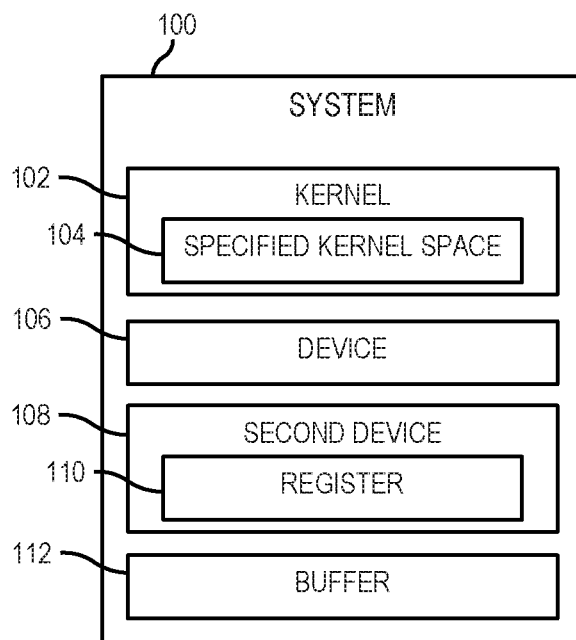 100
SYSTEM
102
KERNEL
104
SPECIFIED KERNEL SPACE
106
DEVICE
108
SECOND DEVICE
110
REGISTER
112
BUFFER